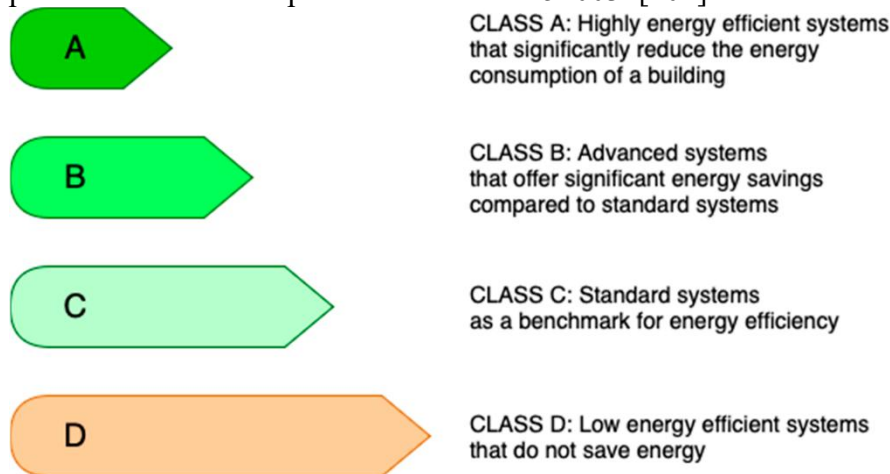 A
CLASS A: Highly energy efficient systems
that significantly reduce the energy
consumption of a building
B
CLASS B: Advanced systems
that offer significant energy savings
compared to standard systems
C
CLASS C: Standard systems
as a benchmark for energy efficiency
D
CLASS D: Low energy efficient systems
that do not save energy